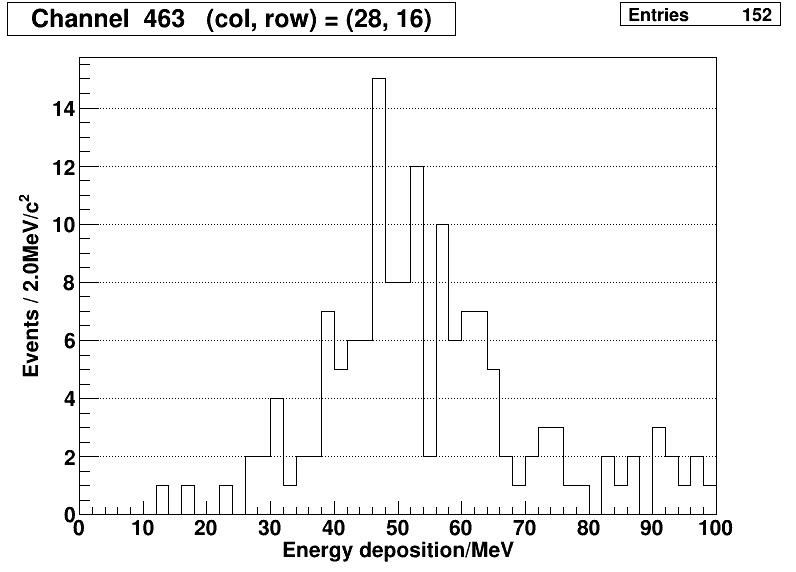 Channel 463 (col, row) = (28, 16)
Entries 152
Events / 2.0MeV/c²
14
12
10
8
6
4
2
0
0 10 20 30 40 50 60 70 80 90 100
Energy deposition/MeV